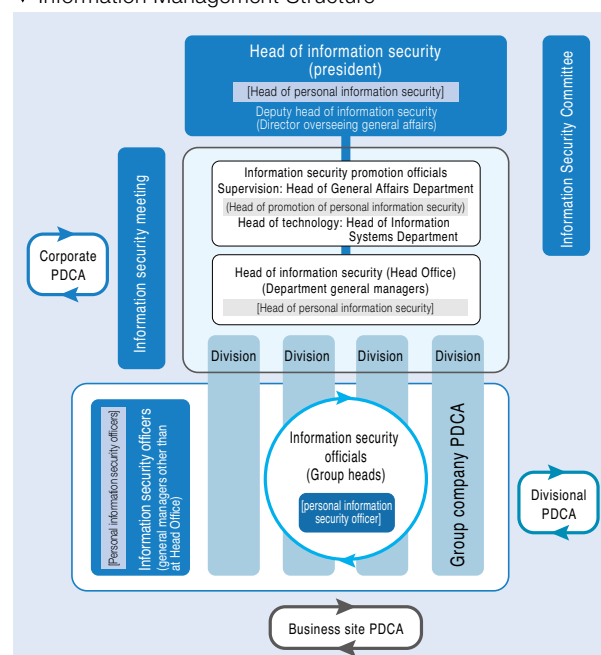 ▼ Information Management Structure
Head of information security
(president)
[Head of personal information security]
Deputy head of information security
(Director overseeing general affairs)
Information Security Committee
Information security meeting
Information security promotion officials
Supervision: Head of General Affairs Department
(Head of promotion of personal information security)
Head of technology: Head of Information
Systems Department
Corporate
PDCA
Head of information security (Head Office)
(Department general managers)
[Head of personal information security]
Division
Division
Division
Division
[Personal information security officers]
Information security officers
(general managers other than
at Head Office)
Information security
officials
(Group heads)
[personal information
security officer]
Group company PDCA
Divisional
PDCA
Business site PDCA